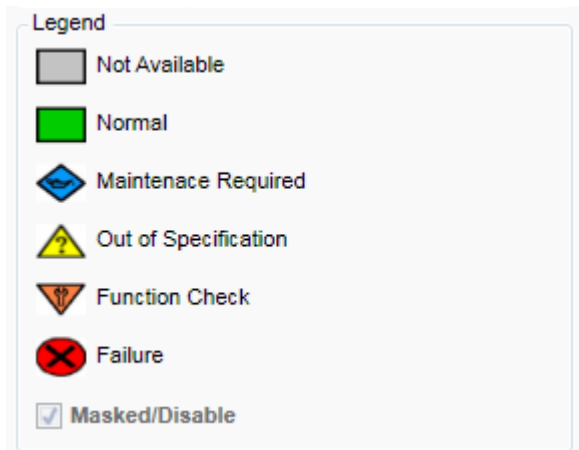 Legend
Not Available
Normal
Maintenace Required
?
Out of Specification
Function Check
Failure
Masked/Disable